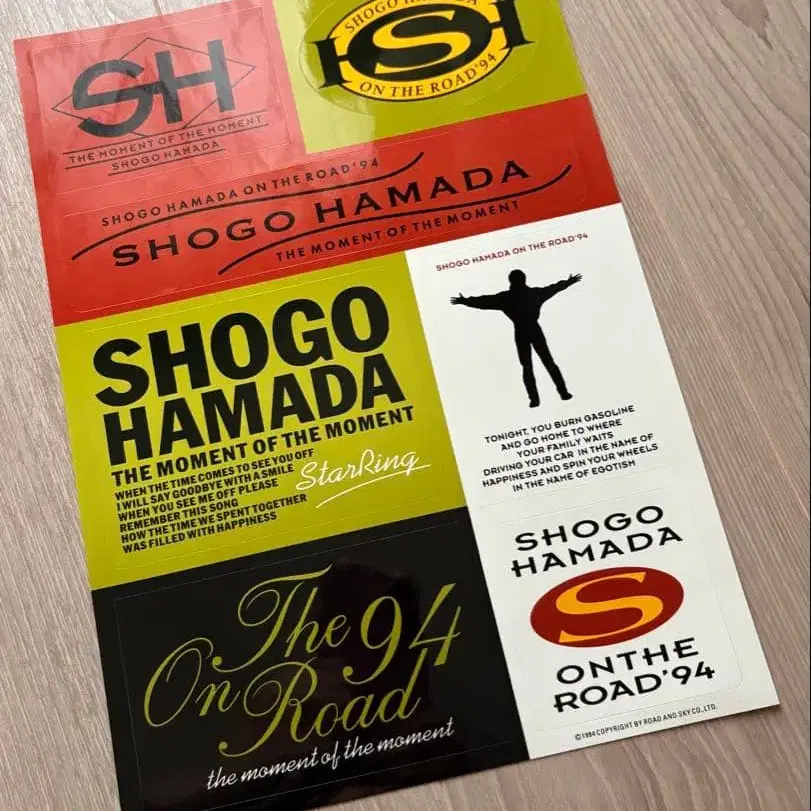 SH
THE MOMENT OF THE MOMENT
SHOGO HAMADA
SHOGO HAMADA
HSH
ON THE ROAD'94
SHOGO HAMADA ON THE ROAD'94
SHOGO HAMADA
THE MOMENT OF THE MOMENT
SHOGO
HAMADA
THE MOMENT OF THE MOMENT
WHEN THE TIME COMES TO SEE YOU OFF
I WILL SAY GOODBYE WITH A SMILE
WHEN YOU SEE ME OFF PLEASE
REMEMBER THIS SONG
HOW THE TIME WE SPENT TOGETHER
WAS FILLED WITH HAPPINESS
StarRing
SHOGO HAMADA ON THE ROAD'94
TONIGHT, YOU BURN GASOLINE
AND GO HOME TO WHERE
YOUR FAMILY WAITS
DRIVING YOUR CAR IN THE NAME OF
HAPPINESS AND SPIN YOUR WHEELS
IN THE NAME OF EGOTISM
The 94
On Road
the moment of the moment
SHOGO
HAMADA
S
ON THE
ROAD'94
©1994 COPYRIGHT BY ROAD AND SKY CO., LTD.